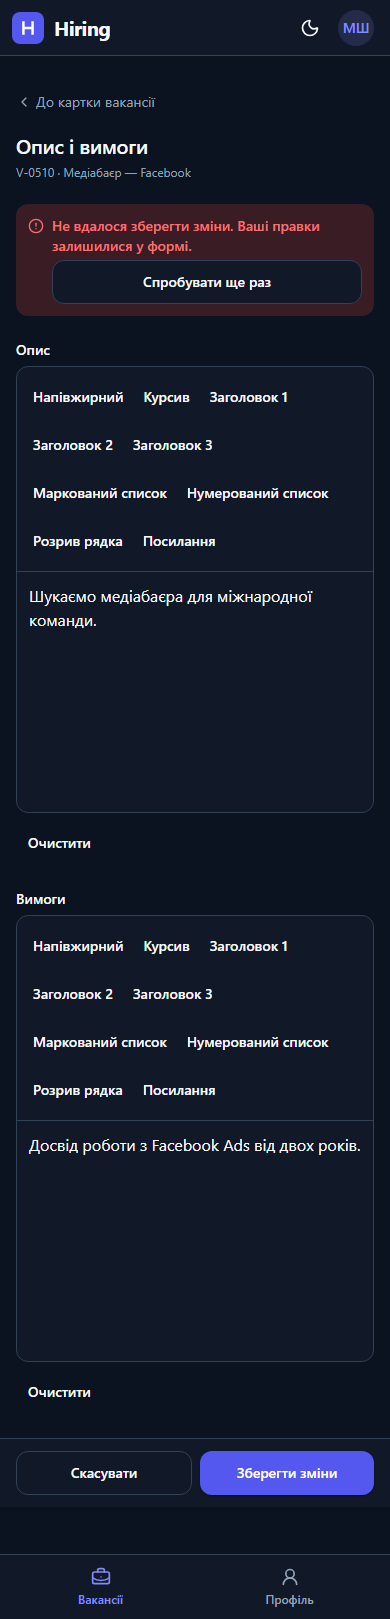 H Hiring МШ
До картки вакансії
Опис і вимоги
V-0510 · Медіабаєр — Facebook
Не вдалося зберегти зміни. Ваші правки
залишилися у формі.
Спробувати ще раз
Опис
Напівжирний Курсив Заголовок 1
Заголовок 2 Заголовок 3
Маркований список Нумерований список
Розрив рядка Посилання
Шукаємо медіабаєра для міжнародної
команди.
Очистити
Вимоги
Напівжирний Курсив Заголовок 1
Заголовок 2 Заголовок 3
Маркований список Нумерований список
Розрив рядка Посилання
Досвід роботи з Facebook Ads від двох років.
Очистити
Скасувати Зберегти зміни
Вакансії Профіль